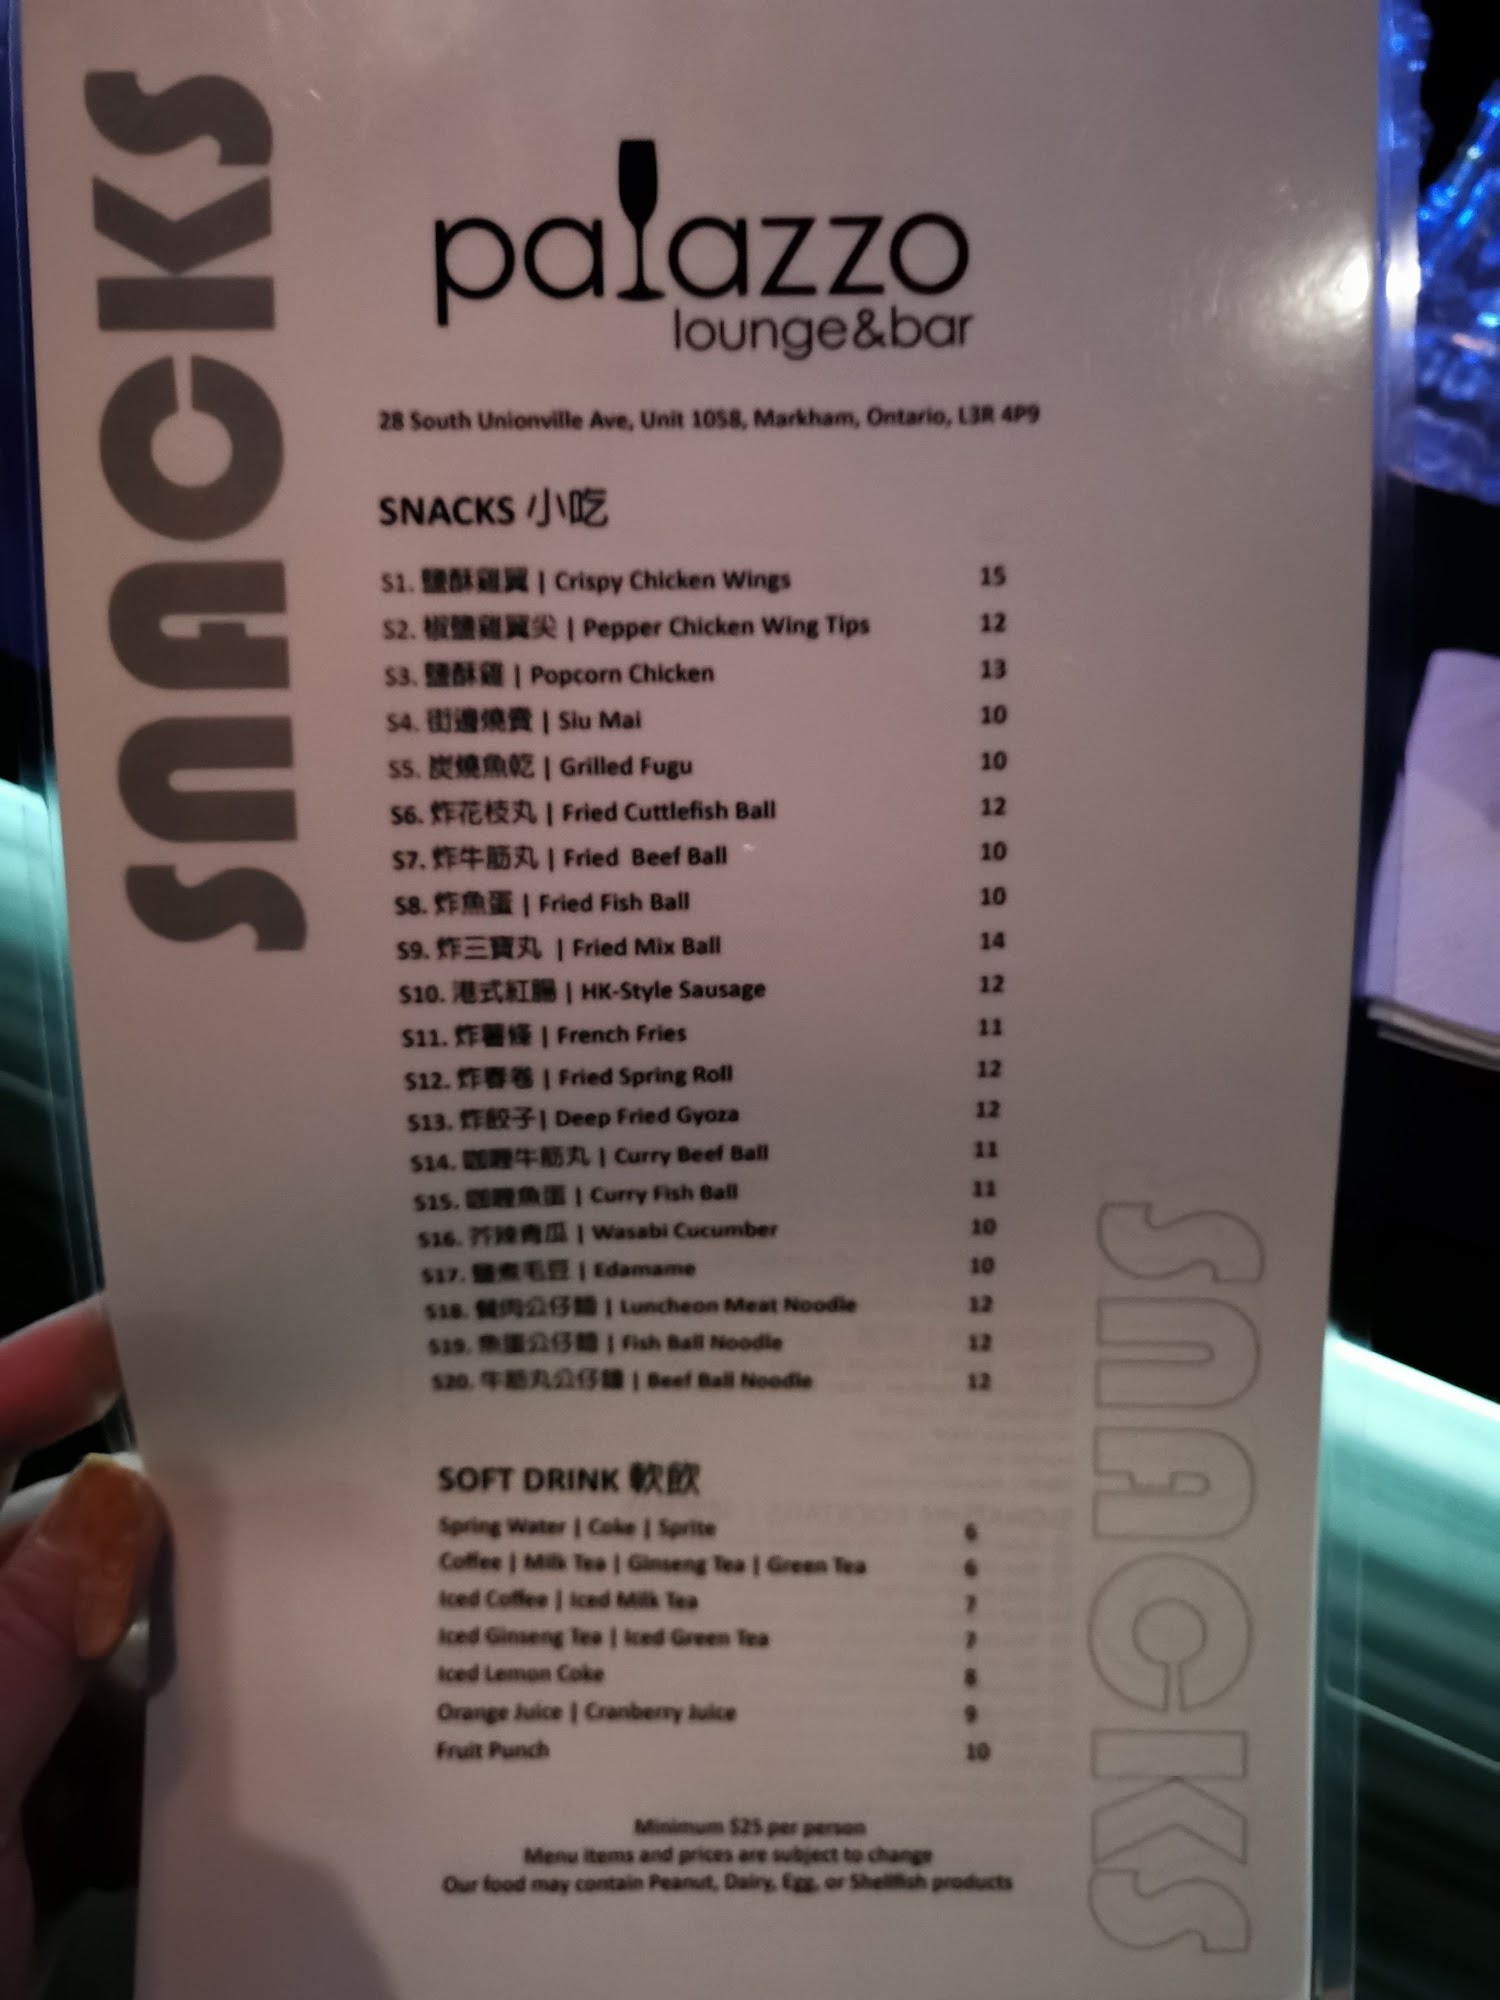 SNACKS
palazzo
lounge&bar
28 South Unionville Ave, Unit 1058, Markham, Ontario, L3R 4P9
SNACKS 小吃
S1. 鹽酥雞翼 | Crispy Chicken Wings 15
S2. 椒鹽雞翼尖 | Pepper Chicken Wing Tips 12
S3. 鹽酥雞 | Popcorn Chicken 13
S4. 街邊燒賣 | Siu Mai 10
S5. 炭燒魚乾 | Grilled Fugu 10
S6. 炸花枝丸 | Fried Cuttlefish Ball 12
S7. 炸牛筋丸 | Fried Beef Ball 10
S8. 炸魚蛋 | Fried Fish Ball 10
S9. 炸三寶丸 | Fried Mix Ball 14
S10. 港式紅腸 | HK-Style Sausage 12
S11. 炸薯條 | French Fries 11
S12. 炸春卷 | Fried Spring Roll 12
S13. 炸餃子 | Deep Fried Gyoza 12
S14. 咖喱牛筋丸 | Curry Beef Ball 11
S15. 咖喱魚蛋 | Curry Fish Ball 11
S16. 芥辣青瓜 | Wasabi Cucumber 10
S17. 鹽煮毛豆 | Edamame 10
S18. 餐肉公仔麵 | Luncheon Meat Noodle 12
S19. 魚蛋公仔麵 | Fish Ball Noodle 12
S20. 牛筋丸公仔麵 | Beef Ball Noodle 12
SOFT DRINK 軟飲
Spring Water | Coke | Sprite 6
Coffee | Milk Tea | Ginseng Tea | Green Tea 6
Iced Coffee | Iced Milk Tea 7
Iced Ginseng Tea | Iced Green Tea 7
Iced Lemon Coke 8
Orange Juice | Cranberry Juice 9
Fruit Punch 10
Minimum $25 per person
Menu items and prices are subject to change
Our food may contain Peanut, Dairy, Egg, or Shellfish products
SNACKS